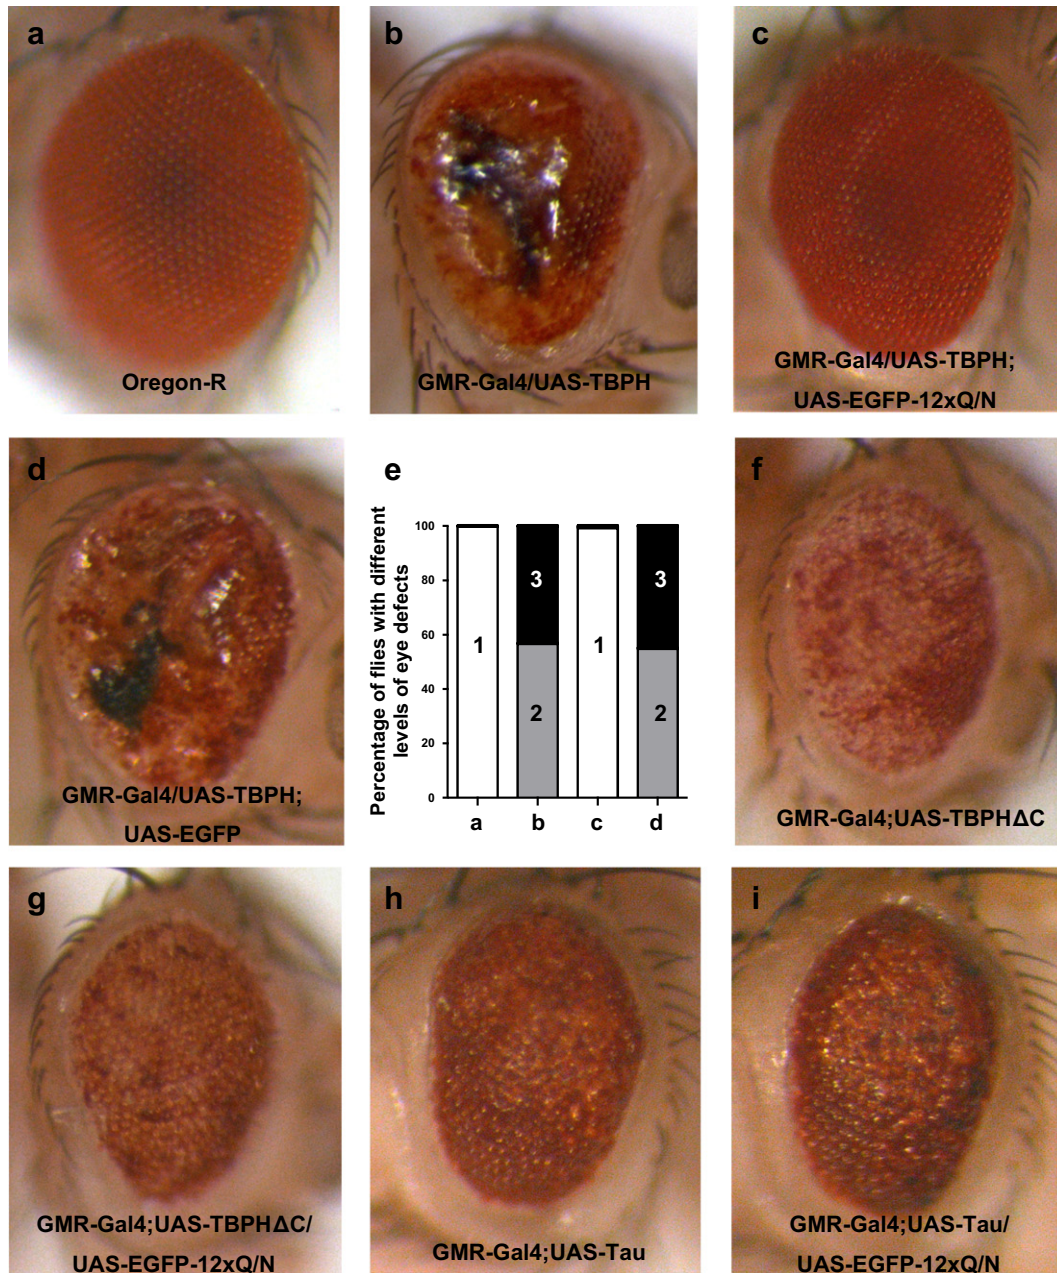 a
Oregon-R
b
GMR-Gal4/UAS-TBPH
c
GMR-Gal4/UAS-TBPH;
UAS-EGFP-12xQ/N
d
GMR-Gal4/UAS-TBPH;
UAS-EGFP
e
Percentage of flies with different
levels of eye defects
100
80
60
40
20
0
1
3
2
1
3
2
a b c d
f
GMR-Gal4;UAS-TBPHΔC
g
GMR-Gal4;UAS-TBPHΔC/
UAS-EGFP-12xQ/N
h
GMR-Gal4;UAS-Tau
i
GMR-Gal4;UAS-Tau/
UAS-EGFP-12xQ/N